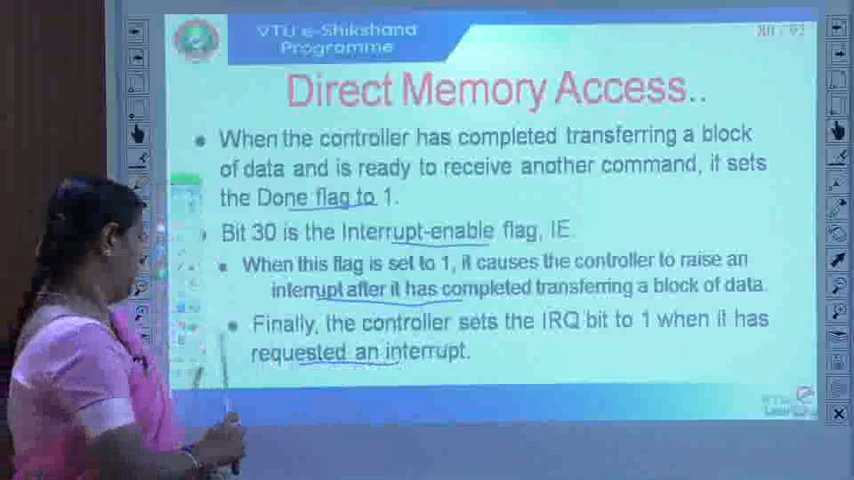 VTU e-Shikshana
Programme
Direct Memory Access..
When the controller has completed transferring a block
of data and is ready to receive another command, it sets
the Done flag to 1.
Bit 30 is the Interrupt-enable flag, IE.
When this flag is set to 1, it causes the controller to raise an
interrupt after it has completed transferring a block of data.
Finally, the controller sets the IRQ bit to 1 when it has
requested an interrupt.